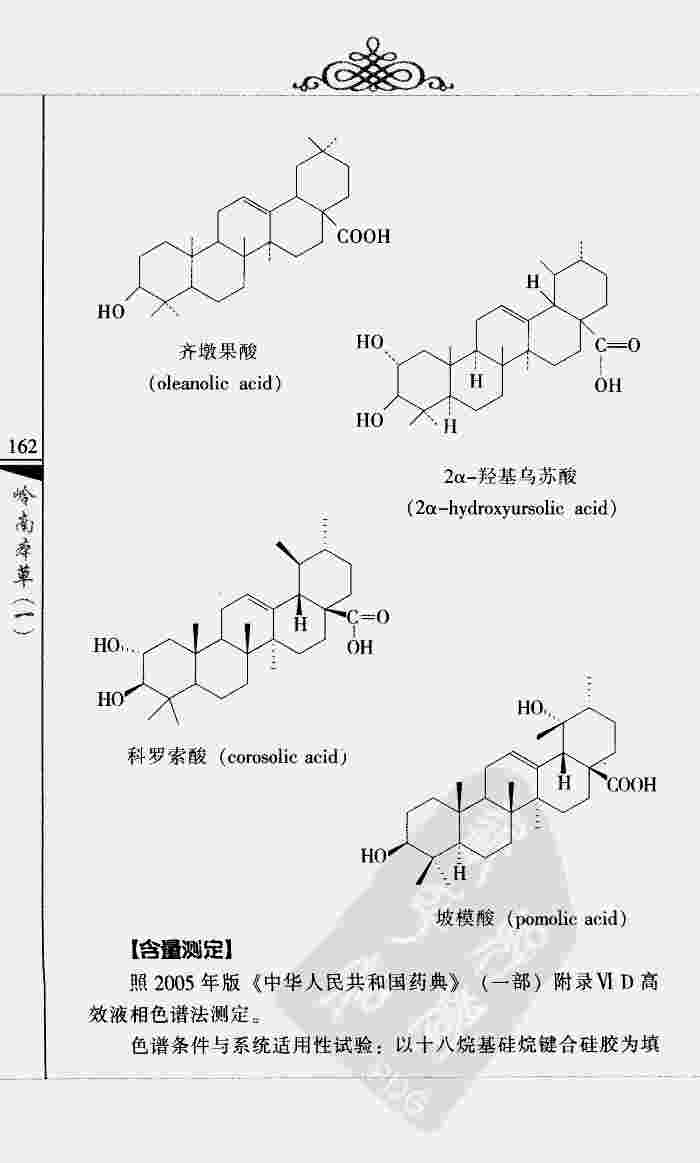 COOH
HO
齐墩果酸
(oleanolic acid)
H
HO
C=O
H
OH
HO
H
2α-羟基乌苏酸
(2α-hydroxyursolic acid)
162
岭南本草(一)
H
C=O
HO
OH
HO
科罗索酸 (corosolic acid)
HO
H
COOH
HO
H
坡模酸 (pomolic acid)
【含量测定】
照 2005 年版《中华人民共和国药典》(一部) 附录Ⅵ D 高
效液相色谱法测定。
色谱条件与系统适用性试验: 以十八烷基硅烷键合硅胶为填